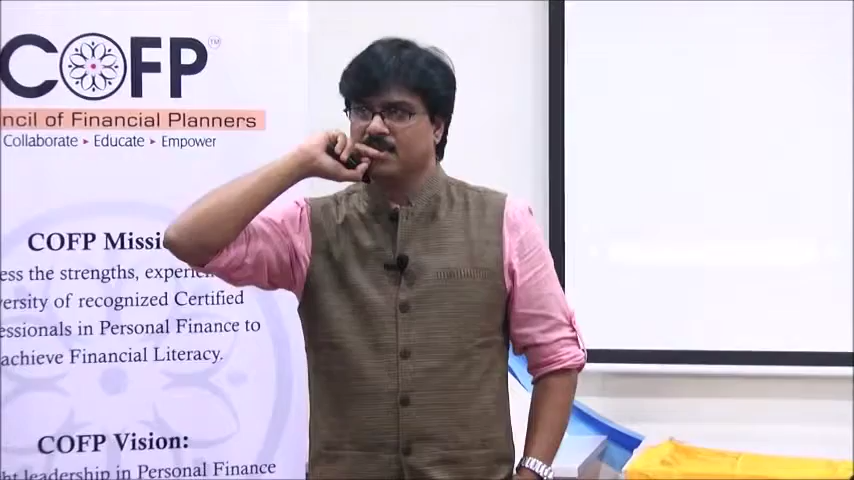 COFP TM
ncil of Financial Planners
Collaborate ▸ Educate ▸ Empower
COFP Missi
ess the strengths, experien
versity of recognized Certified
essionals in Personal Finance to
achieve Financial Literacy.
COFP Vision:
ht leadership in Personal Finance